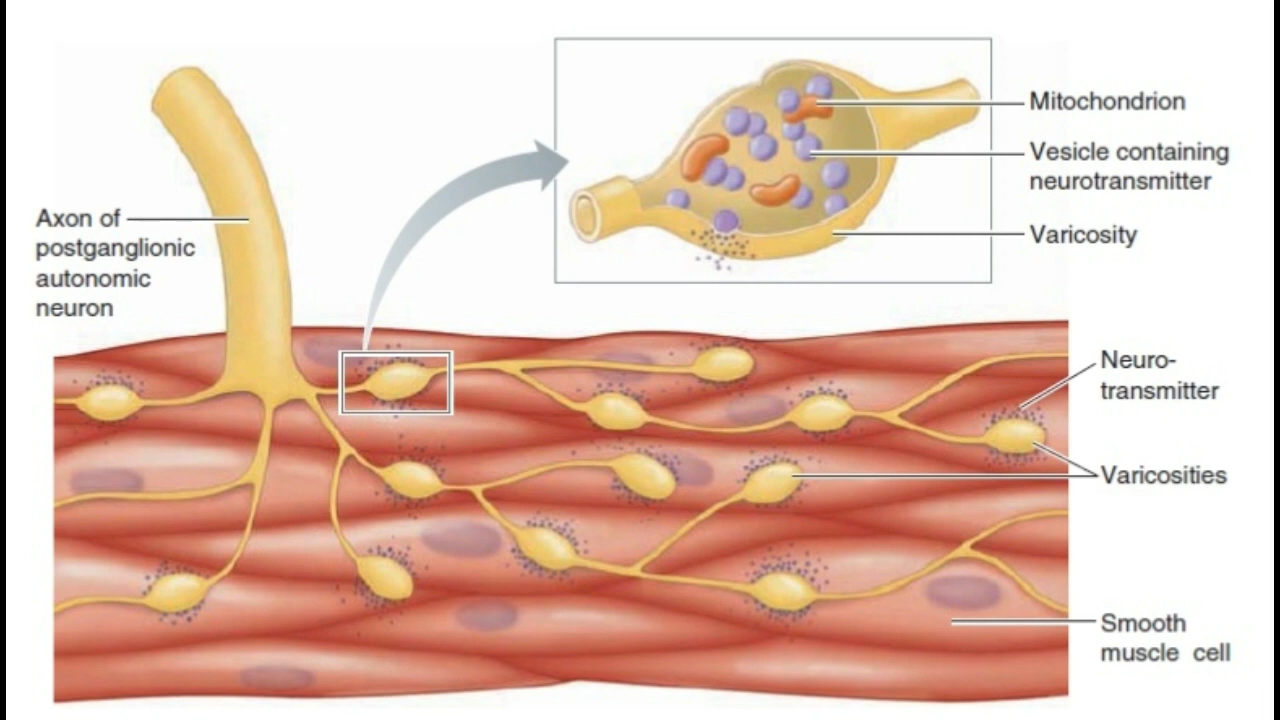 Mitochondrion
Vesicle containing
neurotransmitter
Varicosity
Axon of
postganglionic
autonomic
neuron
Neuro-
transmitter
Varicosities
Smooth
muscle cell